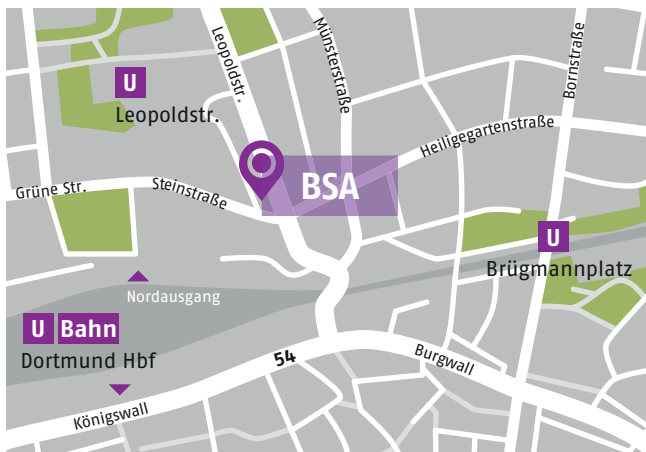 Leopoldstr.
Münsterstraße
Bornstraße
U
Leopoldstr.
Heiligegartenstraße
Grüne Str.
Steinstraße
BSA
U
Brügmannplatz
Nordausgang
U Bahn
Dortmund Hbf
54
Burgwall
Königswall